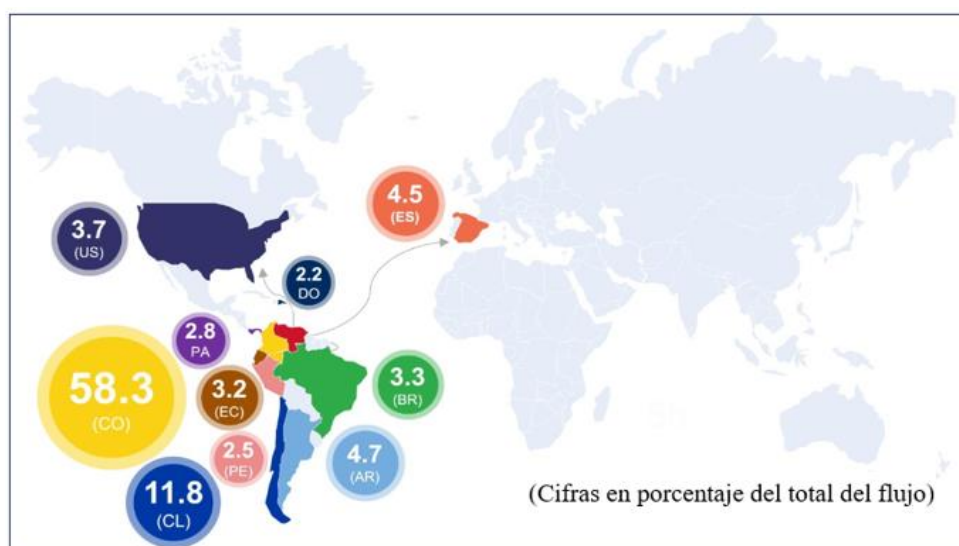 4.5
(ES)
3.7
(US)
2.2
DO
2.8
PA
58.3
(CO)
3.2
(EC)
3.3
(BR)
2.5
(PE)
4.7
(AR)
11.8
(CL)
(Cifras en porcentaje del total del flujo)